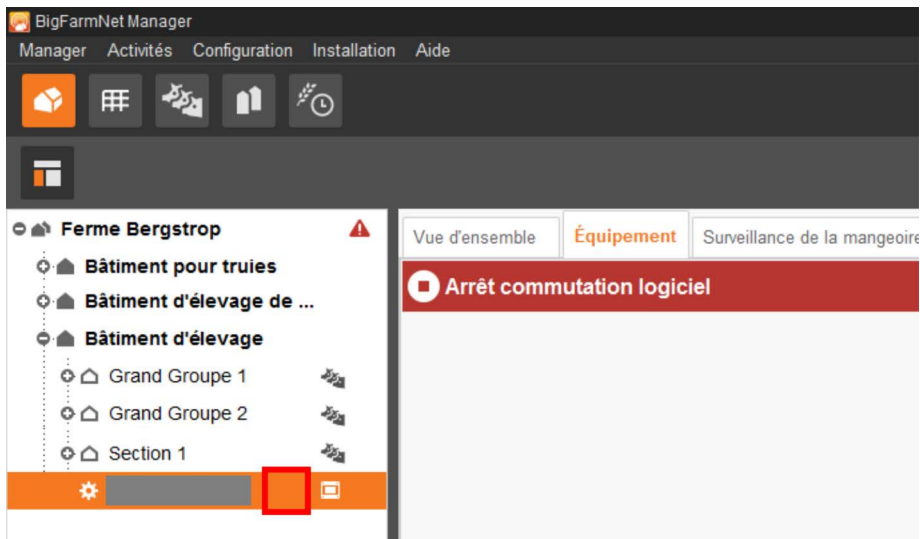 BigFarmNet Manager
Manager Activités Configuration Installation Aide
Ferme Bergstrop
Vue d'ensemble Équipement Surveillance de la mangeoire
Bâtiment pour truies
Arrêt commutation logiciel
Bâtiment d'élevage de ...
Bâtiment d'élevage
Grand Groupe 1
Grand Groupe 2
Section 1